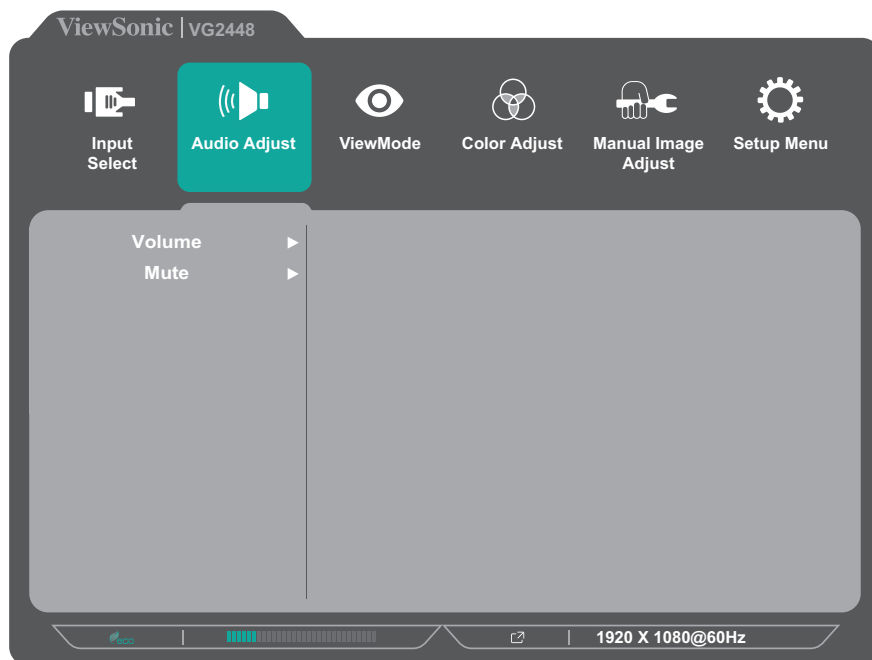 ViewSonic | VG2448
Input Select
Audio Adjust
ViewMode
Color Adjust
Manual Image Adjust
Setup Menu
Volume
Mute
eco
1920 X 1080@60Hz